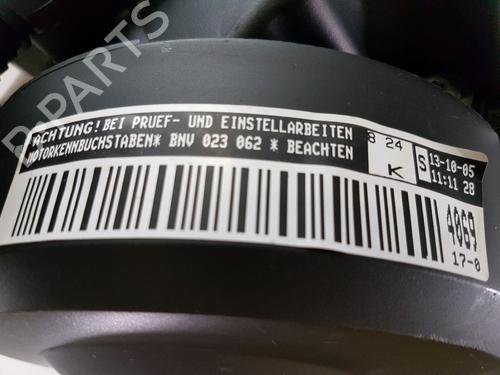 D-PARTS
ACHTUNG! BEI PRUEF- UND EINSTELLARBEITEN
MOTORKENNBUCHSTABEN* BNV 023 062 * BEACHTEN
8 24
K
S
13-10-05
11:11 28
4069
17-0